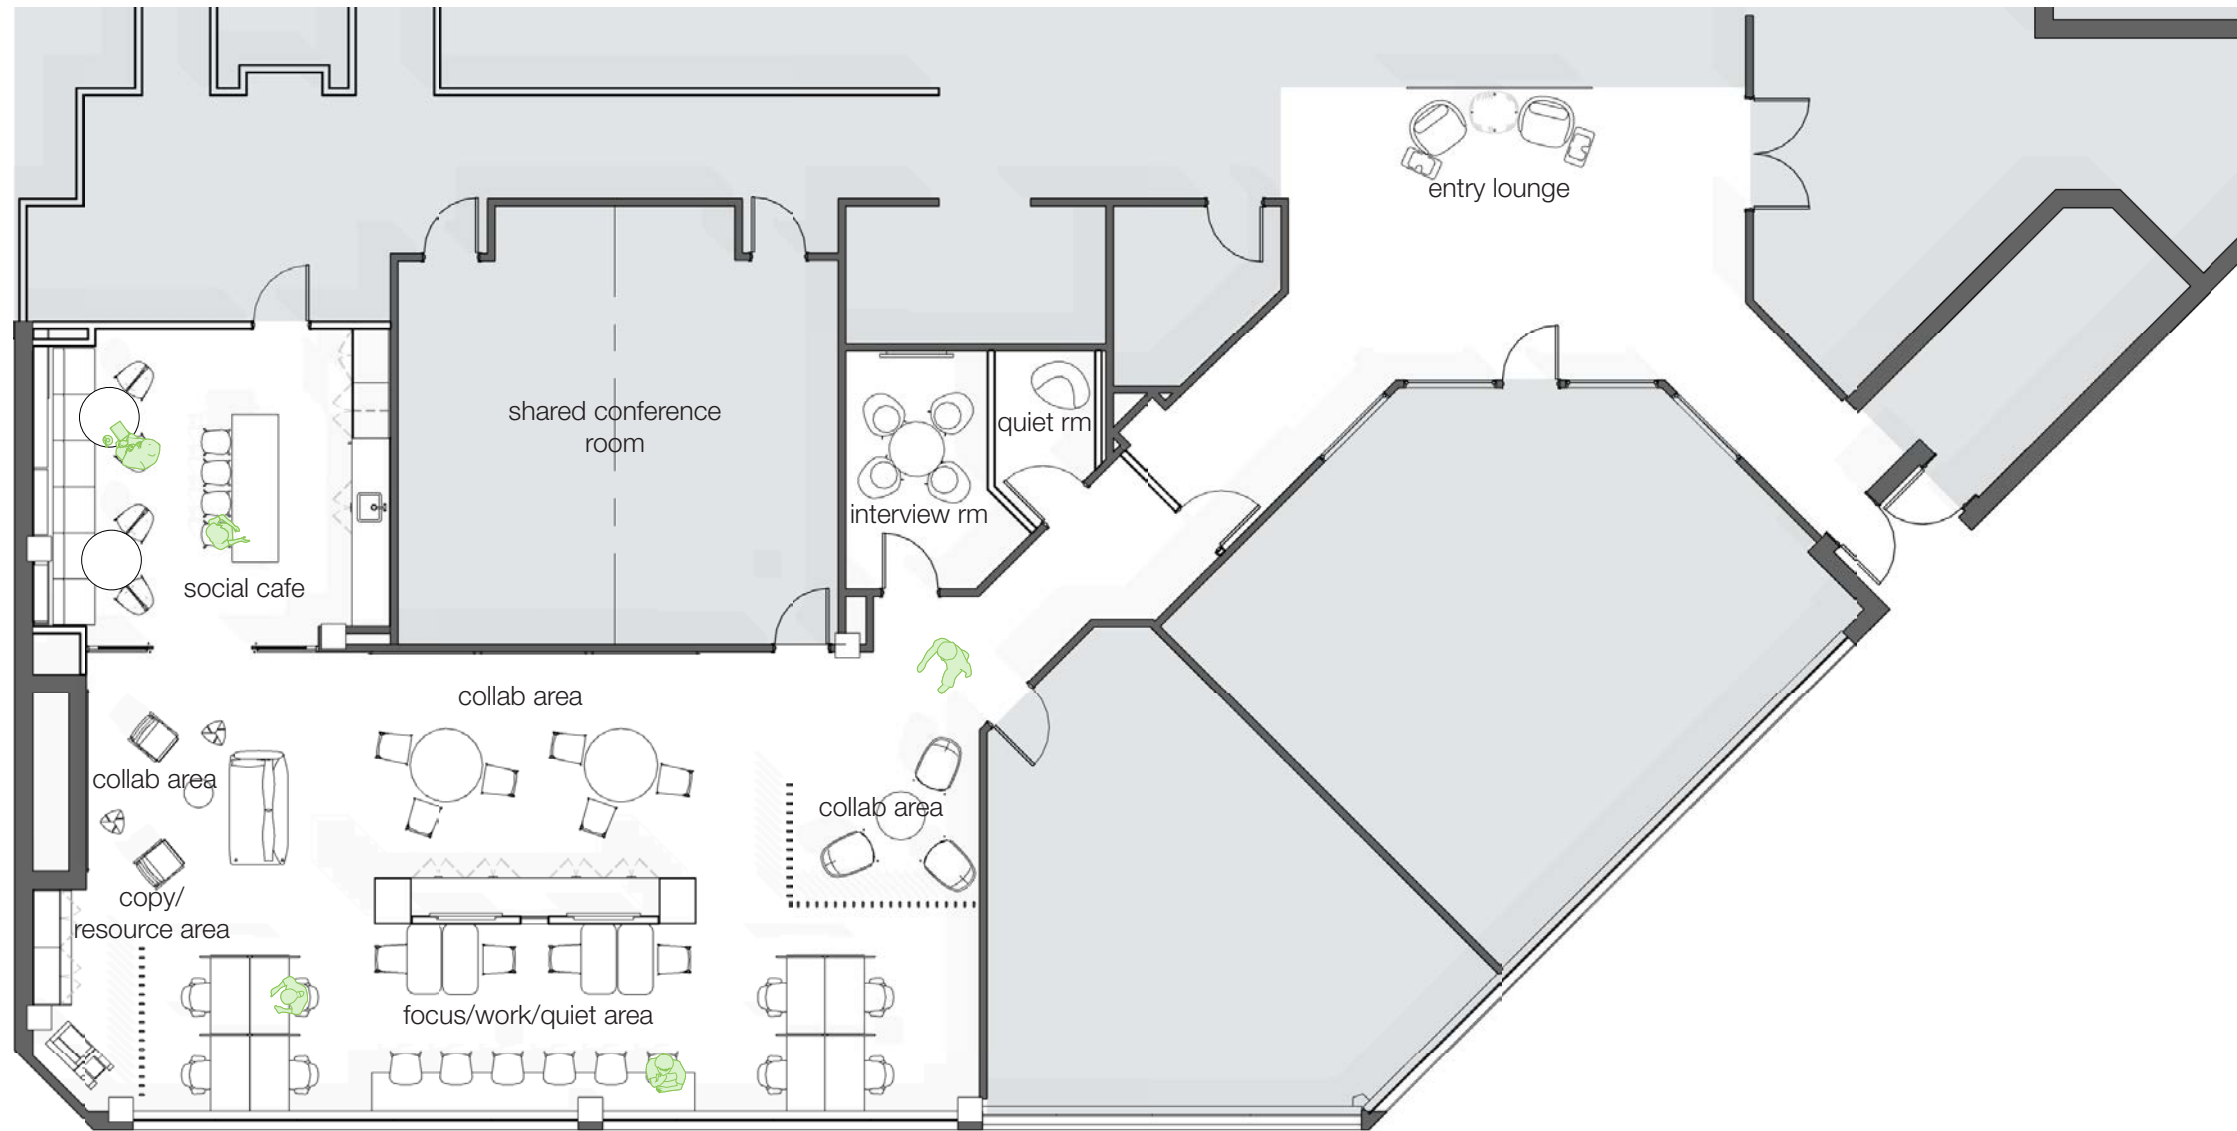 entry lounge
shared conference
room
quiet rm
interview rm
social cafe
collab area
collab area
collab area
copy/
resource area
focus/work/quiet area